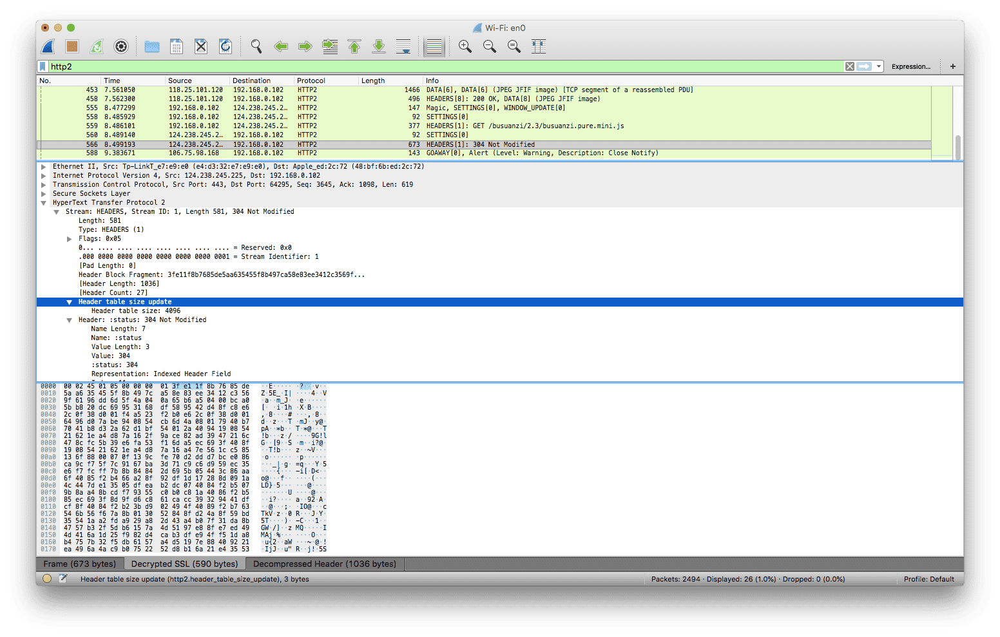 Wi-Fi: en0
http2
Expression...
+
No. Time Source Destination Protocol Length Info
453 7.561050 118.25.101.120 192.168.0.102 HTTP2 1466 DATA[6], DATA[6] (JPEG JFIF image) [TCP segment of a reassembled PDU]
458 7.562300 118.25.101.120 192.168.0.102 HTTP2 496 HEADERS[8]: 200 OK, DATA[8] (JPEG JFIF image)
555 8.477299 192.168.0.102 124.238.245.2… HTTP2 147 Magic, SETTINGS[0], WINDOW_UPDATE[0]
558 8.485929 192.168.0.102 124.238.245.2… HTTP2 92 SETTINGS[0]
559 8.486101 192.168.0.102 124.238.245.2… HTTP2 377 HEADERS[1]: GET /busuanzi/2.3/busuanzi.pure.mini.js
560 8.489140 124.238.245.2… 192.168.0.102 HTTP2 92 SETTINGS[0]
566 8.499193 124.238.245.2… 192.168.0.102 HTTP2 673 HEADERS[1]: 304 Not Modified
588 9.383671 106.75.98.168 192.168.0.102 HTTP2 143 GOAWAY[0], Alert (Level: Warning, Description: Close Notify)
Ethernet II, Src: Tp-LinkT_e7:e9:e0 (e4:d3:32:e7:e9:e0), Dst: Apple_ed:2c:72 (48:bf:6b:ed:2c:72)
Internet Protocol Version 4, Src: 124.238.245.225, Dst: 192.168.0.102
Transmission Control Protocol, Src Port: 443, Dst Port: 64295, Seq: 3645, Ack: 1098, Len: 619
Secure Sockets Layer
HyperText Transfer Protocol 2
Stream: HEADERS, Stream ID: 1, Length 581, 304 Not Modified
Length: 581
Type: HEADERS (1)
Flags: 0x05
0... .... .... .... .... .... .... .... = Reserved: 0x0
.000 0000 0000 0000 0000 0000 0000 0001 = Stream Identifier: 1
[Pad Length: 0]
Header Block Fragment: 3fe11f8b7685de5aa635455f8b497ca58e83ee3412c3569f...
[Header Length: 1036]
[Header Count: 27]
Header table size update
Header table size: 4096
Header: :status: 304 Not Modified
Name Length: 7
Name: :status
Value Length: 3
Value: 304
:status: 304
Representation: Indexed Header Field
0000 00 02 45 01 05 00 00 00 01 3f e1 1f 8b 76 85 de
0010 5a a6 35 45 5f 8b 49 7c a5 8e 83 ee 34 12 c3 56
0020 9f 61 96 dd 6d 5f 4a 04 0a 65 b6 a5 04 00 bc a0
0030 5b b8 20 dc 69 95 31 68 df 58 95 42 d4 8f c8 e6
0040 2c 0f 38 d0 01 f4 a5 23 f2 b0 e6 2c 0f 38 d0 01
0050 64 96 d0 7a be 94 08 54 cb 6d 4a 08 01 79 40 b7
0060 70 41 b8 d3 2a 62 d1 bf 54 01 2a 40 94 19 08 54
0070 21 62 1e a4 d8 7a 16 2f 9a ce 82 ad 39 47 21 6c
0080 47 8c fc 5b 39 e6 fa 53 f1 6d a5 ec 69 3f 40 8f
0090 19 08 54 21 62 1e a4 d8 7a 16 a4 7e 56 1c c5 85
00a0 13 6f 88 00 07 0f 13 9c fe 70 d2 dd d7 bc e0 86
00b0 ca 9c f7 5f 7c 91 67 ba 3d 71 c9 c6 d9 59 ec 35
00c0 e6 f7 fc ff 7b 8b 84 84 2d 69 5b 05 44 3c 86 aa
00d0 6f 40 85 f2 b4 66 a2 8f 92 df 1d 17 28 8d 09 1a
00e0 4c 44 7d e1 35 05 df ea b2 dc 07 40 84 f2 b5 07
00f0 9b 8a a4 8b cd f7 93 55 c0 b0 c8 1a 40 86 f2 b5
0100 85 ec 69 3f 8d 9f d6 c8 61 ca cc 39 32 94 41 df
0110 cf 8f 40 84 f2 b2 3b d9 02 49 4f 40 89 f2 b7 63
0120 54 6b 56 f6 7a 8b 01 30 52 84 8f d2 4a 8f 59 bd
0130 35 54 1a a2 fd a9 29 a8 2d 43 a4 b0 7f 31 da 8b
0140 47 57 b3 2f 5d b6 15 7a 4d 51 97 e8 8f e7 ed 49
0150 4d 41 6a 1d 25 f9 82 d4 ca b3 df e9 4f f5 1d a8
0160 b4 75 7b 32 f5 db 61 57 a4 d5 19 7e 88 40 92 21
0170 ea 49 6a 4a c9 b0 75 22 52 d8 b1 6a 21 e4 35 53
Frame (673 bytes) Decrypted SSL (590 bytes) Decompressed Header (1036 bytes)
Header table size update (http2.header_table_size_update), 3 bytes
Packets: 2494 · Displayed: 26 (1.0%) · Dropped: 0 (0.0%)
Profile: Default